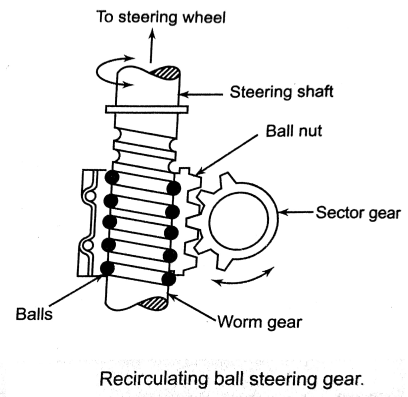 To steering wheel
Steering shaft
Ball nut
Sector gear
Balls
Worm gear
Recirculating ball steering gear.